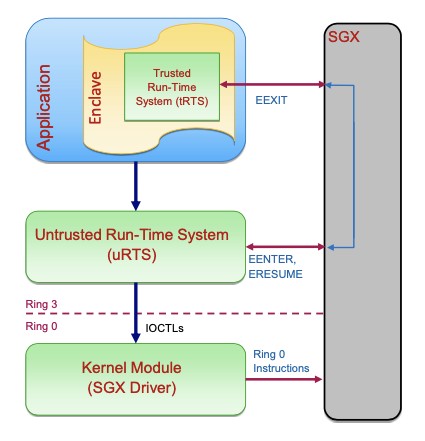 SGX
Application
Enclave
Trusted
Run-Time
System (tRTS)
EEXIT
Untrusted Run-Time System
(uRTS)
EENTER,
ERESUME
Ring 3
Ring 0
IOCTLs
Kernel Module
(SGX Driver)
Ring 0
Instructions